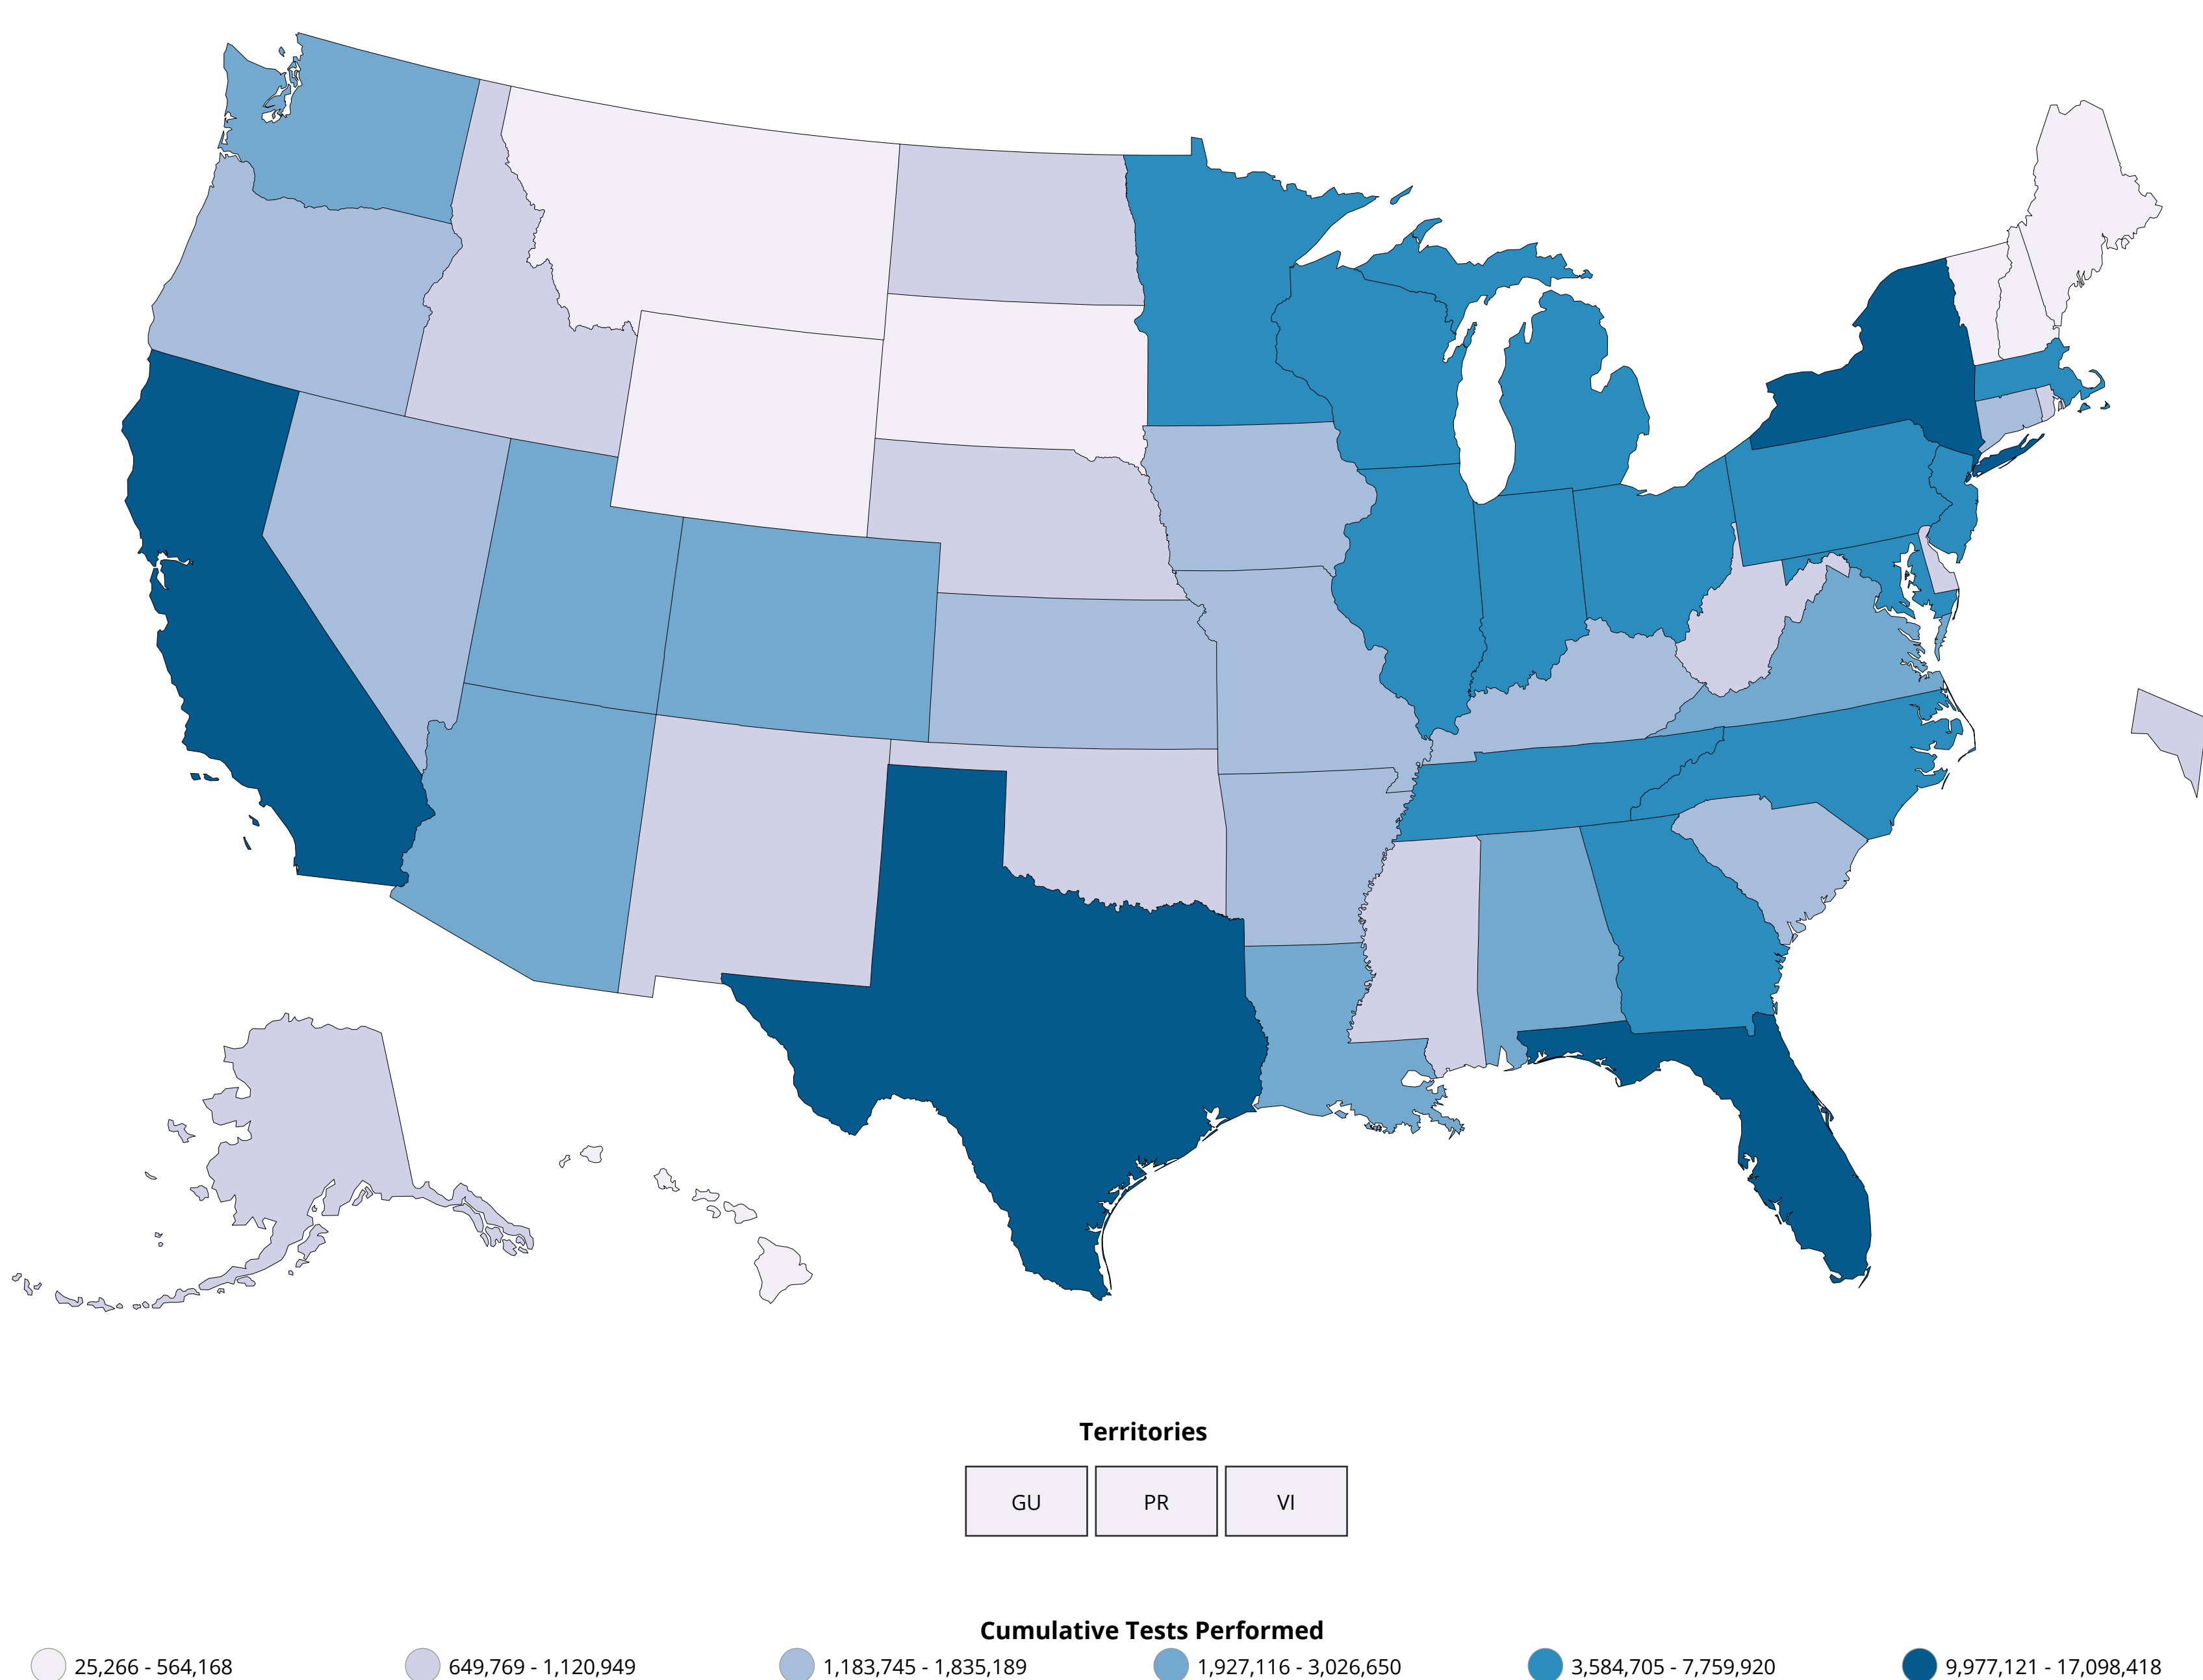 Territories
GU PR VI
Cumulative Tests Performed
25,266 - 564,168 649,769 - 1,120,949 1,183,745 - 1,835,189 1,927,116 - 3,026,650 3,584,705 - 7,759,920 9,977,121 - 17,098,418